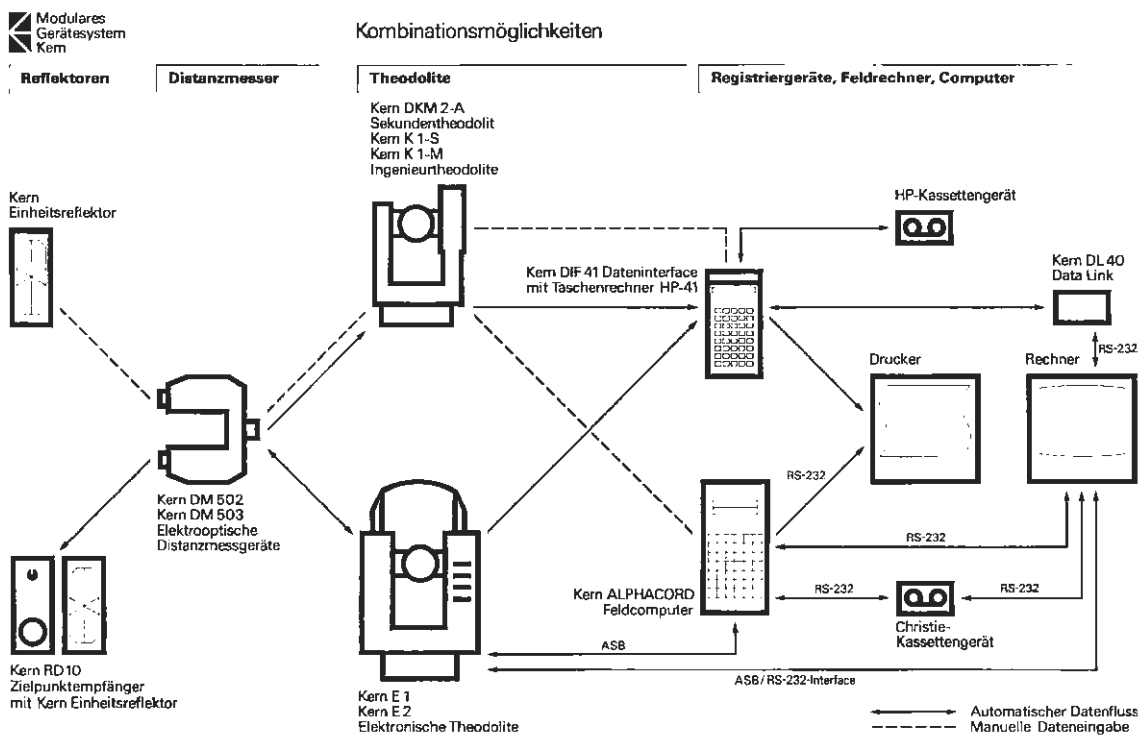 Modulares
Gerätesystem
Kern
Kombinationsmöglichkeiten
Reflektoren
Distanzmesser
Theodolite
Registriergeräte, Feldrechner, Computer
Kern DKM 2-A
Sekundentheodolit
Kern K 1-S
Kern K 1-M
Ingenieurtheodolite
Kern
Einheitsreflektor
HP-Kassettengerät
Kern DIF 41 Dateninterface
mit Taschenrechner HP-41
Kern DL 40
Data Link
RS-232
Drucker
Rechner
RS-232
Kern DM 502
Kern DM 503
Elektrooptische
Distanzmessgeräte
RS-232
Kern ALPHACORD
Feldcomputer
RS-232
RS-232
Christie-
Kassettengerät
ASB
ASB/RS-232-Interface
Kern RD 10
Zielpunktempfänger
mit Kern Einheitsreflektor
Kern E 1
Kern E 2
Elektronische Theodolite
Automatischer Datenfluss
Manuelle Dateneingabe